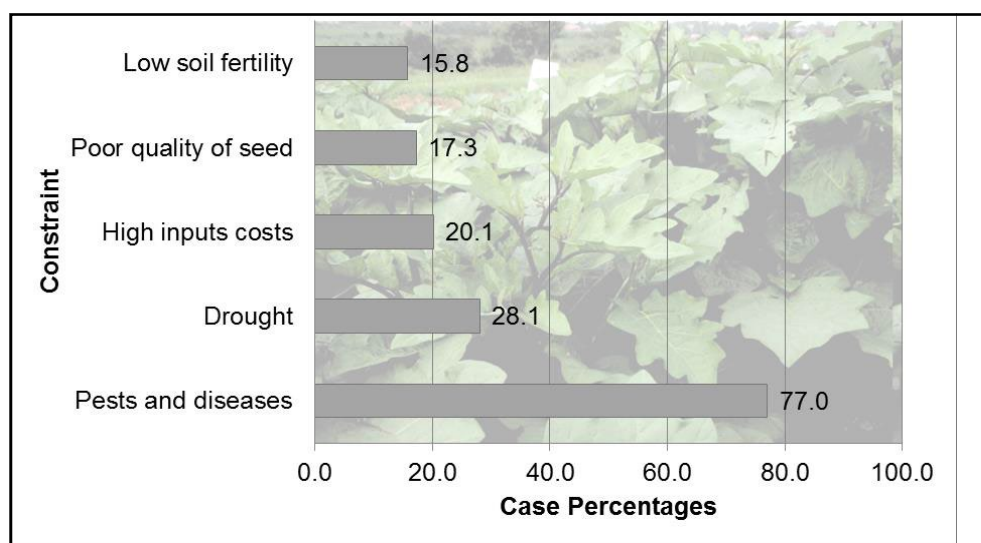 Constraint
Low soil fertility 15.8
Poor quality of seed 17.3
High inputs costs 20.1
Drought 28.1
Pests and diseases 77.0
0.0 20.0 40.0 60.0 80.0 100.0
Case Percentages